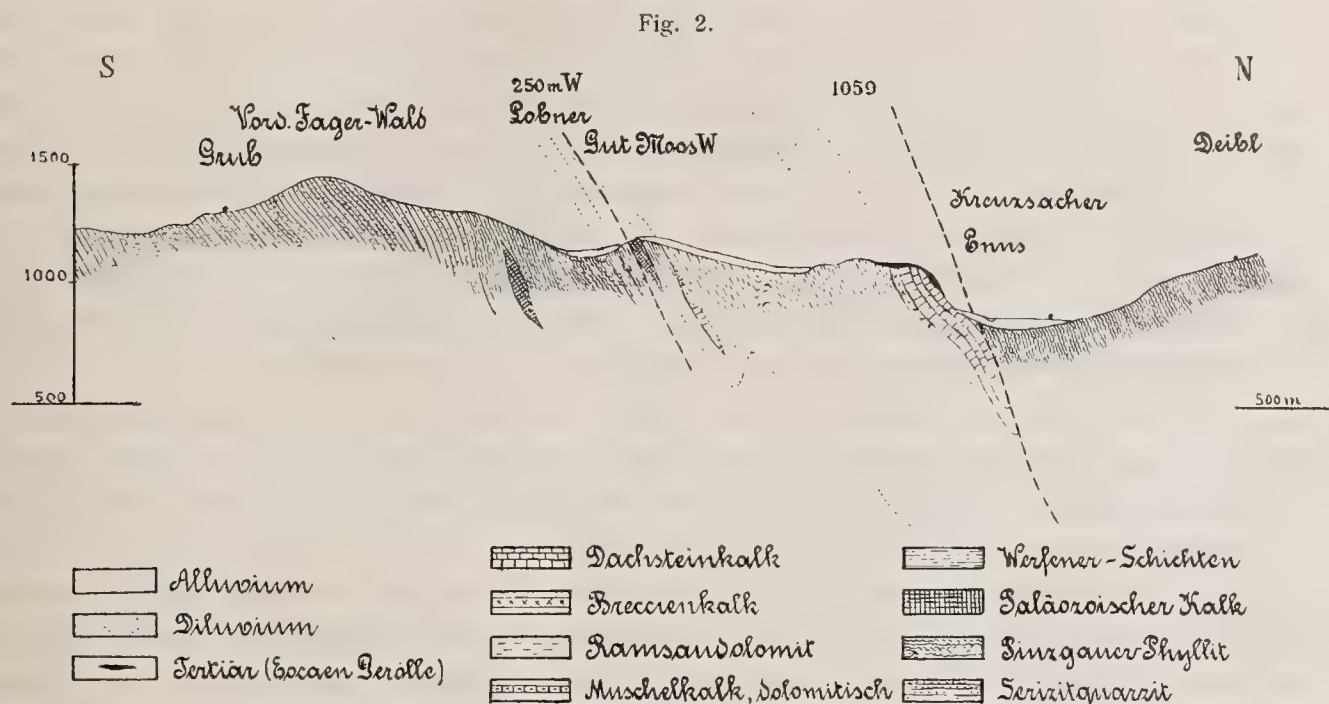 Fig. 2.
S
N
250 m W
Lobner
1059
Vord. Fager-Wald
Gut Moos W
Grub
Deibl
1500
Kreuzsacher
Enns
1000
500
500 m
Alluvium
Diluvium
Tertiär (Eocaen Gerölle)
Dachsteinkalk
Breccienkalk
Ramsaudolomit
Muschelkalk, dolomitisch
Werfener-Schichten
Paläozoischer Kalk
Pinzgauer-Phyllit
Serizitquarzit